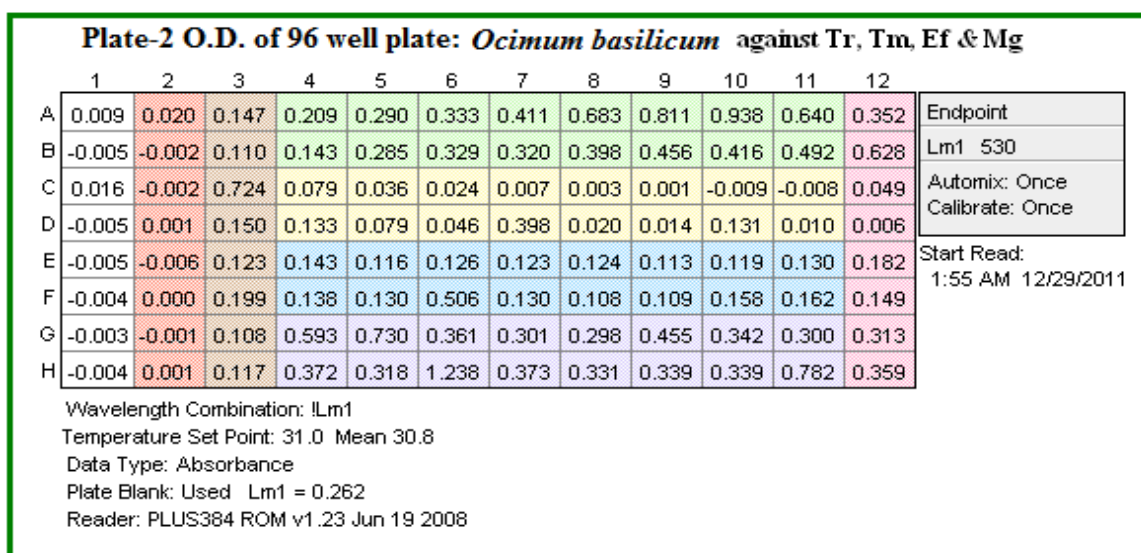 Plate-2 O.D. of 96 well plate: Ocimum basilicum against Tr, Tm, Ef & Mg
1 2 3 4 5 6 7 8 9 10 11 12
A 0.009 0.020 0.147 0.209 0.290 0.333 0.411 0.683 0.811 0.938 0.640 0.352
B -0.005 -0.002 0.110 0.143 0.285 0.329 0.320 0.398 0.456 0.416 0.492 0.628
C 0.016 -0.002 0.724 0.079 0.036 0.024 0.007 0.003 0.001 -0.009 -0.008 0.049
D -0.005 0.001 0.150 0.133 0.079 0.046 0.398 0.020 0.014 0.131 0.010 0.006
E -0.005 -0.006 0.123 0.143 0.116 0.126 0.123 0.124 0.113 0.119 0.130 0.182
F -0.004 0.000 0.199 0.138 0.130 0.506 0.130 0.108 0.109 0.158 0.162 0.149
G -0.003 -0.001 0.108 0.593 0.730 0.361 0.301 0.298 0.455 0.342 0.300 0.313
H -0.004 0.001 0.117 0.372 0.318 1.238 0.373 0.331 0.339 0.339 0.782 0.359
Endpoint
Lm1 530
Automix: Once
Calibrate: Once
Start Read:
1:55 AM 12/29/2011
Wavelength Combination: !Lm1
Temperature Set Point: 31.0 Mean 30.8
Data Type: Absorbance
Plate Blank: Used Lm1 = 0.262
Reader: PLUS384 ROM v1.23 Jun 19 2008